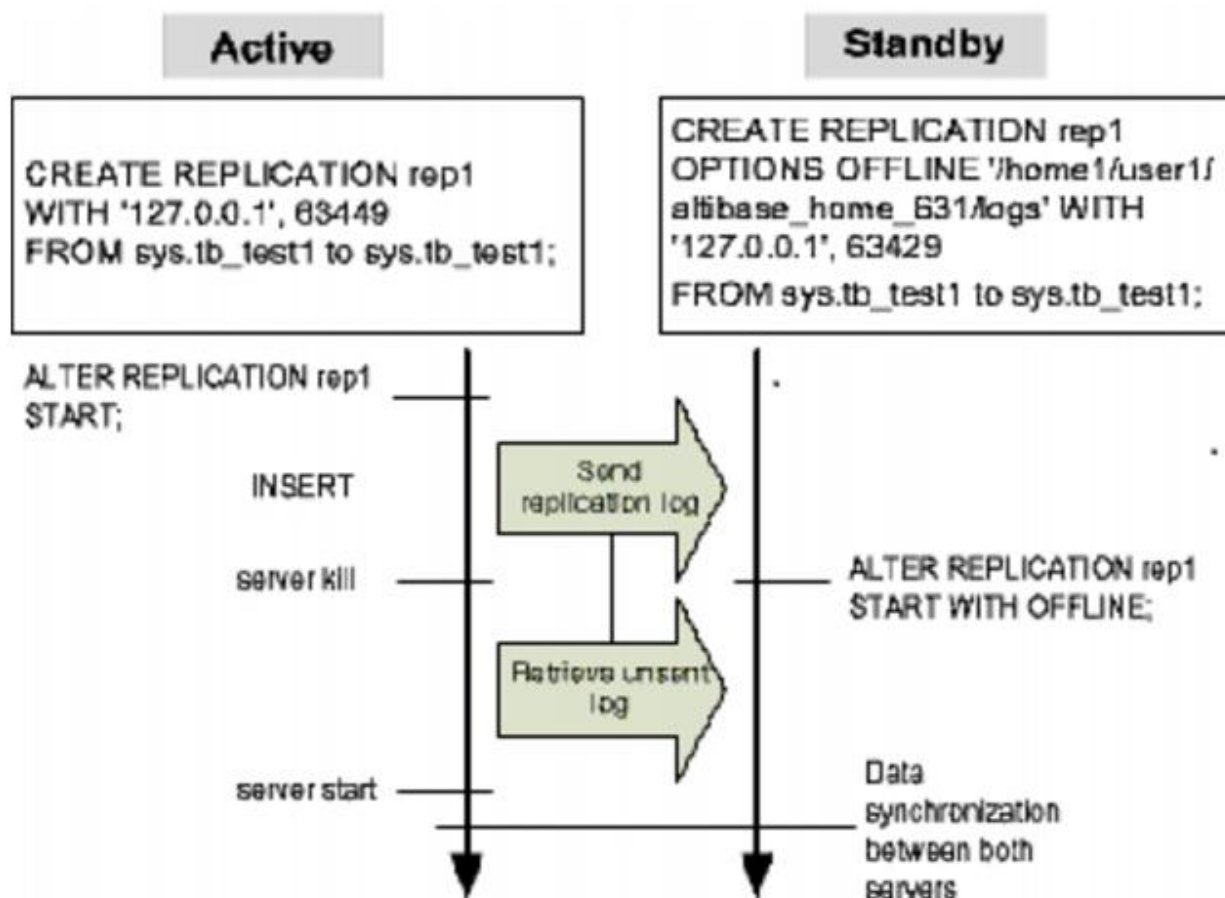 Active
Standby
CREATE REPLICATION rep1
WITH '127.0.0.1', 63449
FROM sys.tb_test1 to sys.tb_test1;
CREATE REPLICATION rep1
OPTIONS OFFLINE '/home1/user1/
altibase_home_631/logs' WITH
'127.0.0.1', 63429
FROM sys.tb_test1 to sys.tb_test1;
ALTER REPLICATION rep1
START;
INSERT
Send
replication log
server kill
ALTER REPLICATION rep1
START WITH OFFLINE;
Retrieve unsent
log
server start
Data
synchronization
between both
servers